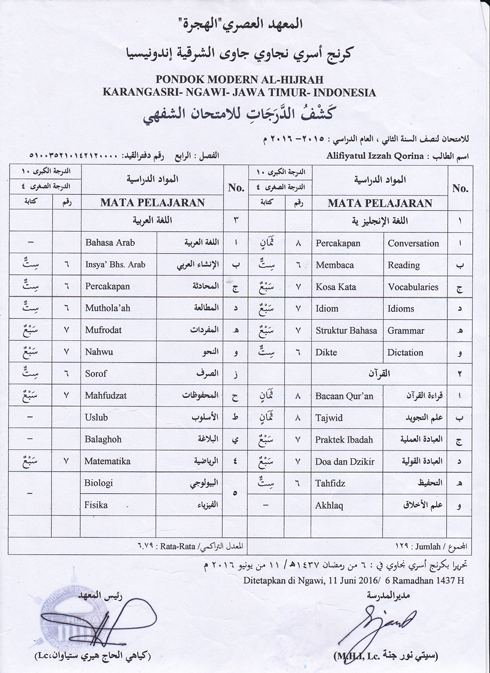 المعهد العصري "الهجرة"
كرنج أسري نجاوي جاوى الشرقية إندونيسيا
PONDOK MODERN AL-HIJRAH
KARANGASRI- NGAWI- JAWA TIMUR- INDONESIA
كَشْفُ الدَّرَجَاتِ للامتحان الشفهي
للامتحان لنصف السنة الثاني ، العام الدراسي : ٢٠١٥-٢٠١٦ م
اسم الطالب : Alifiyatul Izzah Qorina الفصل : الرابع رقم دفترالقيد: ٥١٠٠٣٥٢١٠١٤٢١٢٠٠٠٠
No. المواد الدراسية الدرجة الكبرى ١٠ No. المواد الدراسية الدرجة الكبرى ١٠
الدرجة الصغرى ٤ الدرجة الصغرى ٤
MATA PELAJARAN رقم كتابة MATA PELAJARAN رقم كتابة
١ اللغة الإنجليزية ٣ اللغة العربية
ا Conversation Percakapan ٨ ثَمَانٍ ا اللغة العربية Bahasa Arab –
ب Reading Membaca ٦ سِتٌّ ب الإنشاء العربي Insya' Bhs. Arab ٦ سِتٌّ
ج Vocabularies Kosa Kata ٧ سَبْعٌ ج المحادثة Percakapan ٦ سِتٌّ
د Idioms Idiom ٧ سَبْعٌ د المطالعة Muthola'ah ٦ سِتٌّ
هـ Grammar Struktur Bahasa ٧ سَبْعٌ هـ المفردات Mufrodat ٧ سَبْعٌ
و Dictation Dikte ٦ سِتٌّ و النحو Nahwu ٧ سَبْعٌ
٢ القرآن ز الصرف Sorof ٦ سِتٌّ
ا قراءة القرآن Bacaan Qur'an ٨ ثَمَانٍ ح المحفوظات Mahfudzat ٧ سَبْعٌ
ب علم التجويد Tajwid ٨ ثَمَانٍ ط الأسلوب Uslub –
ج العبادة العملية Praktek Ibadah ٧ سَبْعٌ ي البلاغة Balaghoh –
د العبادة القولية Doa dan Dzikir ٧ سَبْعٌ ٤ الرياضية Matematika ٧ سَبْعٌ
هـ التحفيظ Tahfidz ٦ سِتٌّ ٥ البيولوجي Biologi –
و علم الأخلاق Akhlaq – الفيزياء Fisika
المجموع / Jumlah : ١٢٩ المعدل التراكمي/ Rata-Rata : ٦,٧٩
تحريرا بكرنج أسري نجاوي في : ٦ من رمضان ١٤٣٧هـ/ ١١ من يونيو ٢٠١٦ م
Ditetapkan di Ngawi, 11 Juni 2016/ 6 Ramadhan 1437 H
مديرالمدرسة رئيس المعهد
(سيتي نور جنة M.H.I, Lc.) (كياهي الحاج هيري ستياوان،Lc)